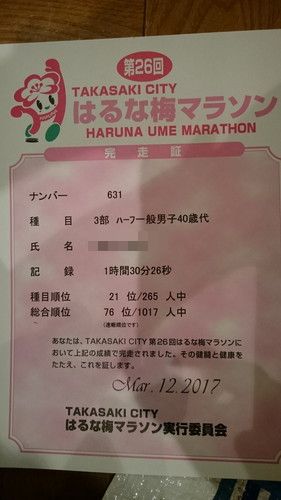 第26回
TAKASAKI CITY
はるな梅マラソン
HARUNA UME MARATHON
完走証
ナンバー 631
種目 3部 ハーフ一般男子40歳代
氏名
記録 1時間30分26秒
種目順位 21 位/265 人中
総合順位 76 位/1017 人中
(速報順位です)
あなたは、TAKASAKI CITY 第26回はるな梅マラソンに
おいて上記の成績で完走されました。その健闘と健康を
たたえ、これを証します。
Mar. 12. 2017
TAKASAKI CITY
はるな梅マラソン実行委員会